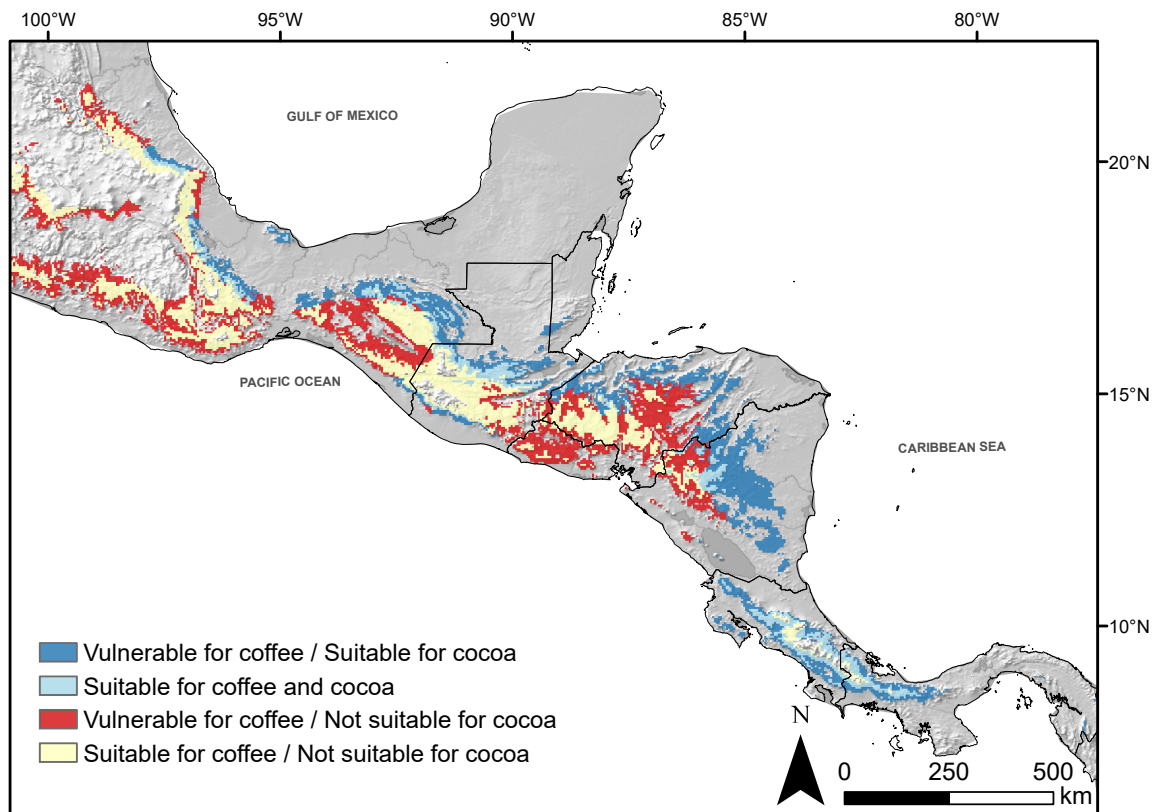 100°W 95°W 90°W 85°W 80°W
GULF OF MEXICO
20°N
PACIFIC OCEAN
15°N
CARIBBEAN SEA
10°N
Vulnerable for coffee / Suitable for cocoa
Suitable for coffee and cocoa
Vulnerable for coffee / Not suitable for cocoa
Suitable for coffee / Not suitable for cocoa
N
0 250 500
km